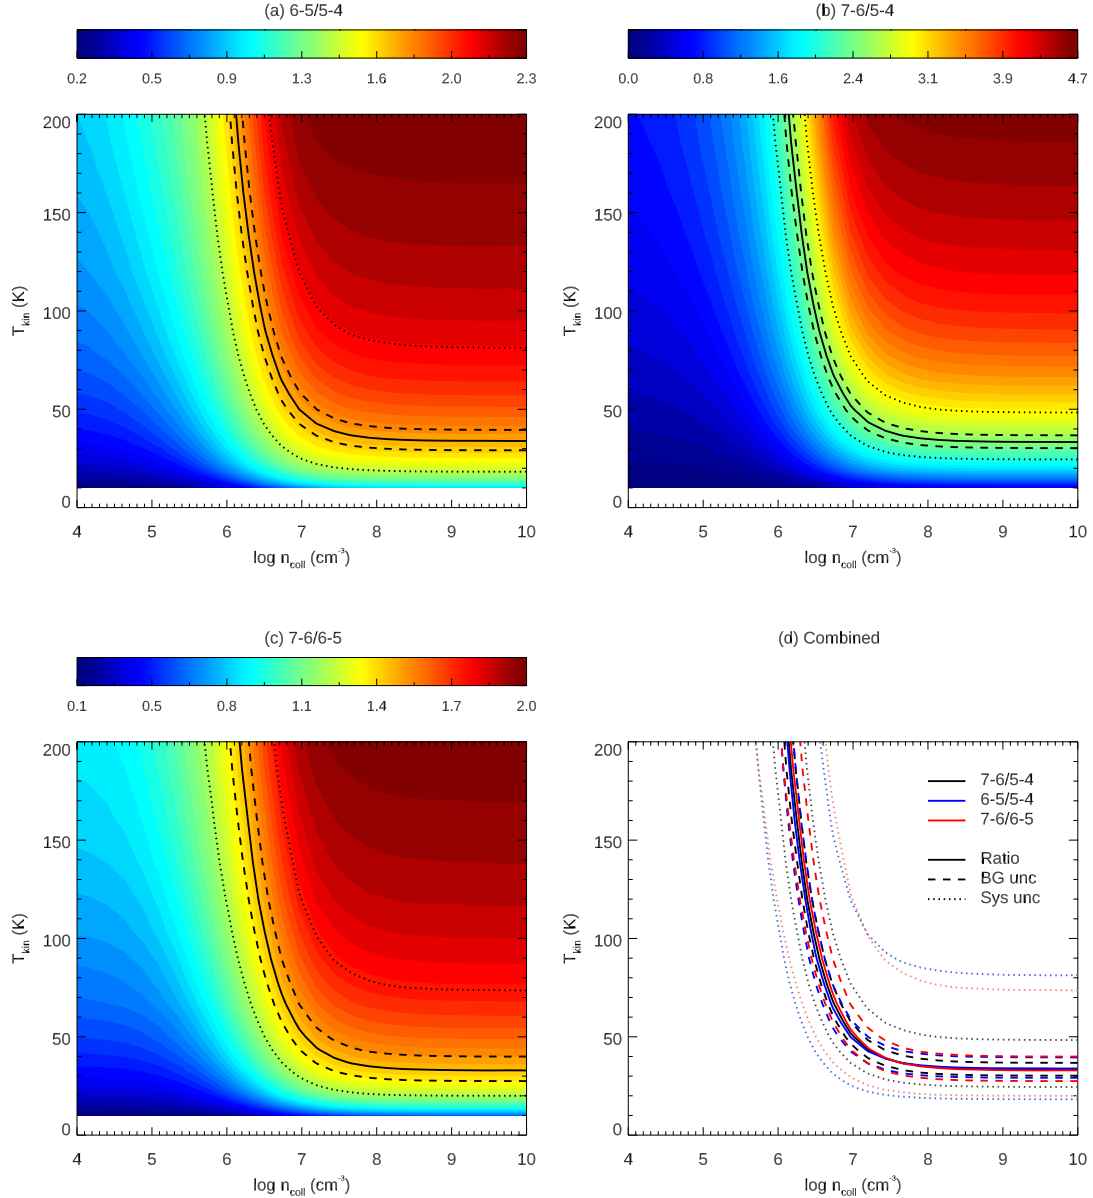 (a) 6-5/5-4
0.2 0.5 0.9 1.3 1.6 2.0 2.3
200
150
100
50
0
T_kin (K)
4 5 6 7 8 9 10
log n_coll (cm^-3)
(b) 7-6/5-4
0.0 0.8 1.6 2.4 3.1 3.9 4.7
200
150
100
50
0
T_kin (K)
4 5 6 7 8 9 10
log n_coll (cm^-3)
(c) 7-6/6-5
0.1 0.5 0.8 1.1 1.4 1.7 2.0
200
150
100
50
0
T_kin (K)
4 5 6 7 8 9 10
log n_coll (cm^-3)
(d) Combined
200
150
100
50
0
T_kin (K)
7-6/5-4
6-5/5-4
7-6/6-5
Ratio
BG unc
Sys unc
4 5 6 7 8 9 10
log n_coll (cm^-3)